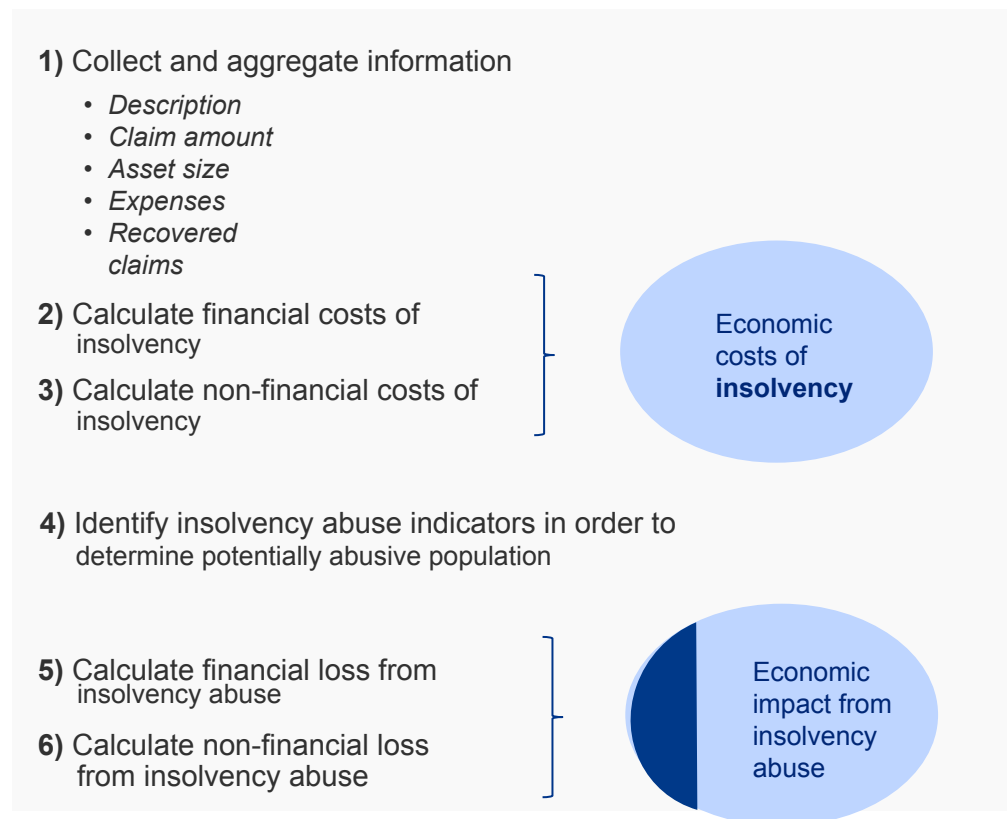 1) Collect and aggregate information
• Description
• Claim amount
• Asset size
• Expenses
• Recovered
claims
2) Calculate financial costs of
insolvency
3) Calculate non-financial costs of
insolvency
Economic
costs of
insolvency
4) Identify insolvency abuse indicators in order to
determine potentially abusive population
5) Calculate financial loss from
insolvency abuse
6) Calculate non-financial loss
from insolvency abuse
Economic
impact from
insolvency
abuse